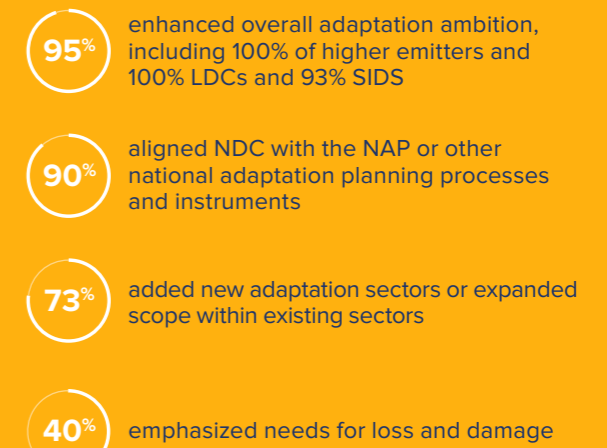 95%
enhanced overall adaptation ambition,
including 100% of higher emitters and
100% LDCs and 93% SIDS
90%
aligned NDC with the NAP or other
national adaptation planning processes
and instruments
73%
added new adaptation sectors or expanded
scope within existing sectors
40%
emphasized needs for loss and damage